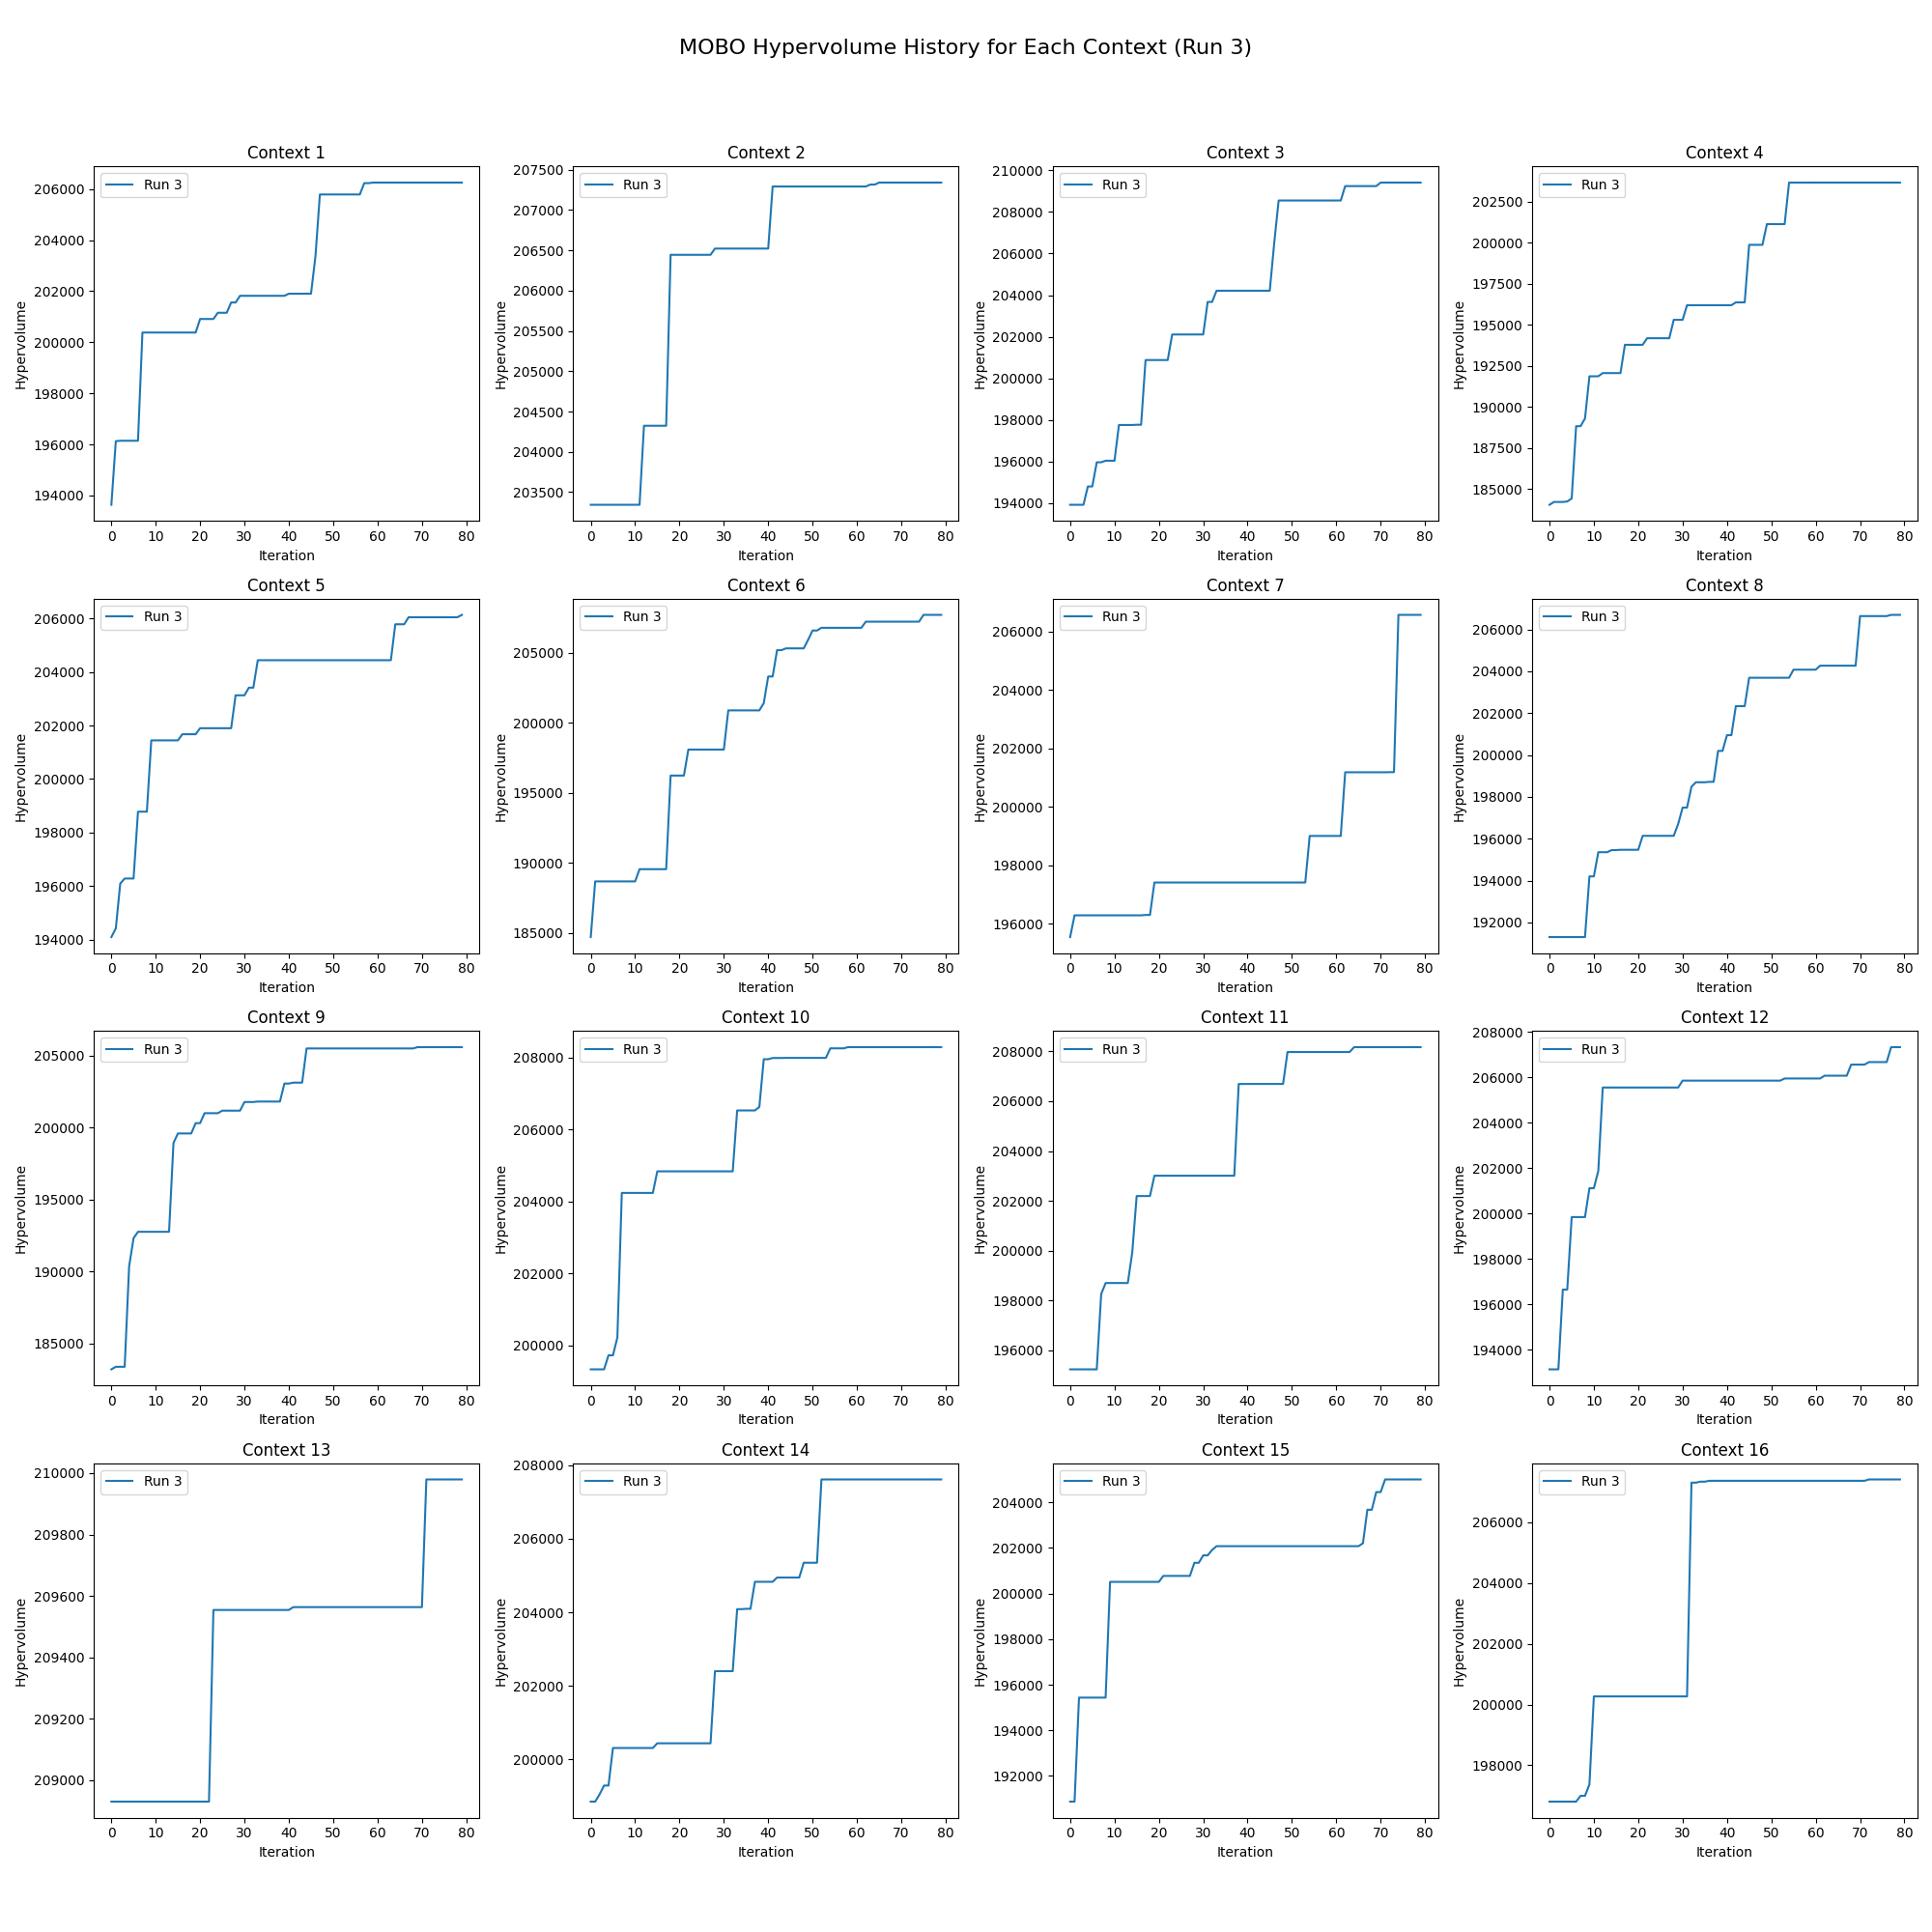 MOBO Hypervolume History for Each Context (Run 3)
Context 1
Run 3
206000
204000
202000
200000
198000
196000
194000
Hypervolume
0 10 20 30 40 50 60 70 80
Iteration
Context 2
Run 3
207500
207000
206500
206000
205500
205000
204500
204000
203500
Hypervolume
0 10 20 30 40 50 60 70 80
Iteration
Context 3
Run 3
210000
208000
206000
204000
202000
200000
198000
196000
194000
Hypervolume
0 10 20 30 40 50 60 70 80
Iteration
Context 4
Run 3
202500
200000
197500
195000
192500
190000
187500
185000
Hypervolume
0 10 20 30 40 50 60 70 80
Iteration
Context 5
Run 3
206000
204000
202000
200000
198000
196000
194000
Hypervolume
0 10 20 30 40 50 60 70 80
Iteration
Context 6
Run 3
205000
200000
195000
190000
185000
Hypervolume
0 10 20 30 40 50 60 70 80
Iteration
Context 7
Run 3
206000
204000
202000
200000
198000
196000
Hypervolume
0 10 20 30 40 50 60 70 80
Iteration
Context 8
Run 3
206000
204000
202000
200000
198000
196000
194000
192000
Hypervolume
0 10 20 30 40 50 60 70 80
Iteration
Context 9
Run 3
205000
200000
195000
190000
185000
Hypervolume
0 10 20 30 40 50 60 70 80
Iteration
Context 10
Run 3
208000
206000
204000
202000
200000
Hypervolume
0 10 20 30 40 50 60 70 80
Iteration
Context 11
Run 3
208000
206000
204000
202000
200000
198000
196000
Hypervolume
0 10 20 30 40 50 60 70 80
Iteration
Context 12
Run 3
208000
206000
204000
202000
200000
198000
196000
194000
Hypervolume
0 10 20 30 40 50 60 70 80
Iteration
Context 13
Run 3
210000
209800
209600
209400
209200
209000
Hypervolume
0 10 20 30 40 50 60 70 80
Iteration
Context 14
Run 3
208000
206000
204000
202000
200000
Hypervolume
0 10 20 30 40 50 60 70 80
Iteration
Context 15
Run 3
204000
202000
200000
198000
196000
194000
192000
Hypervolume
0 10 20 30 40 50 60 70 80
Iteration
Context 16
Run 3
206000
204000
202000
200000
198000
Hypervolume
0 10 20 30 40 50 60 70 80
Iteration